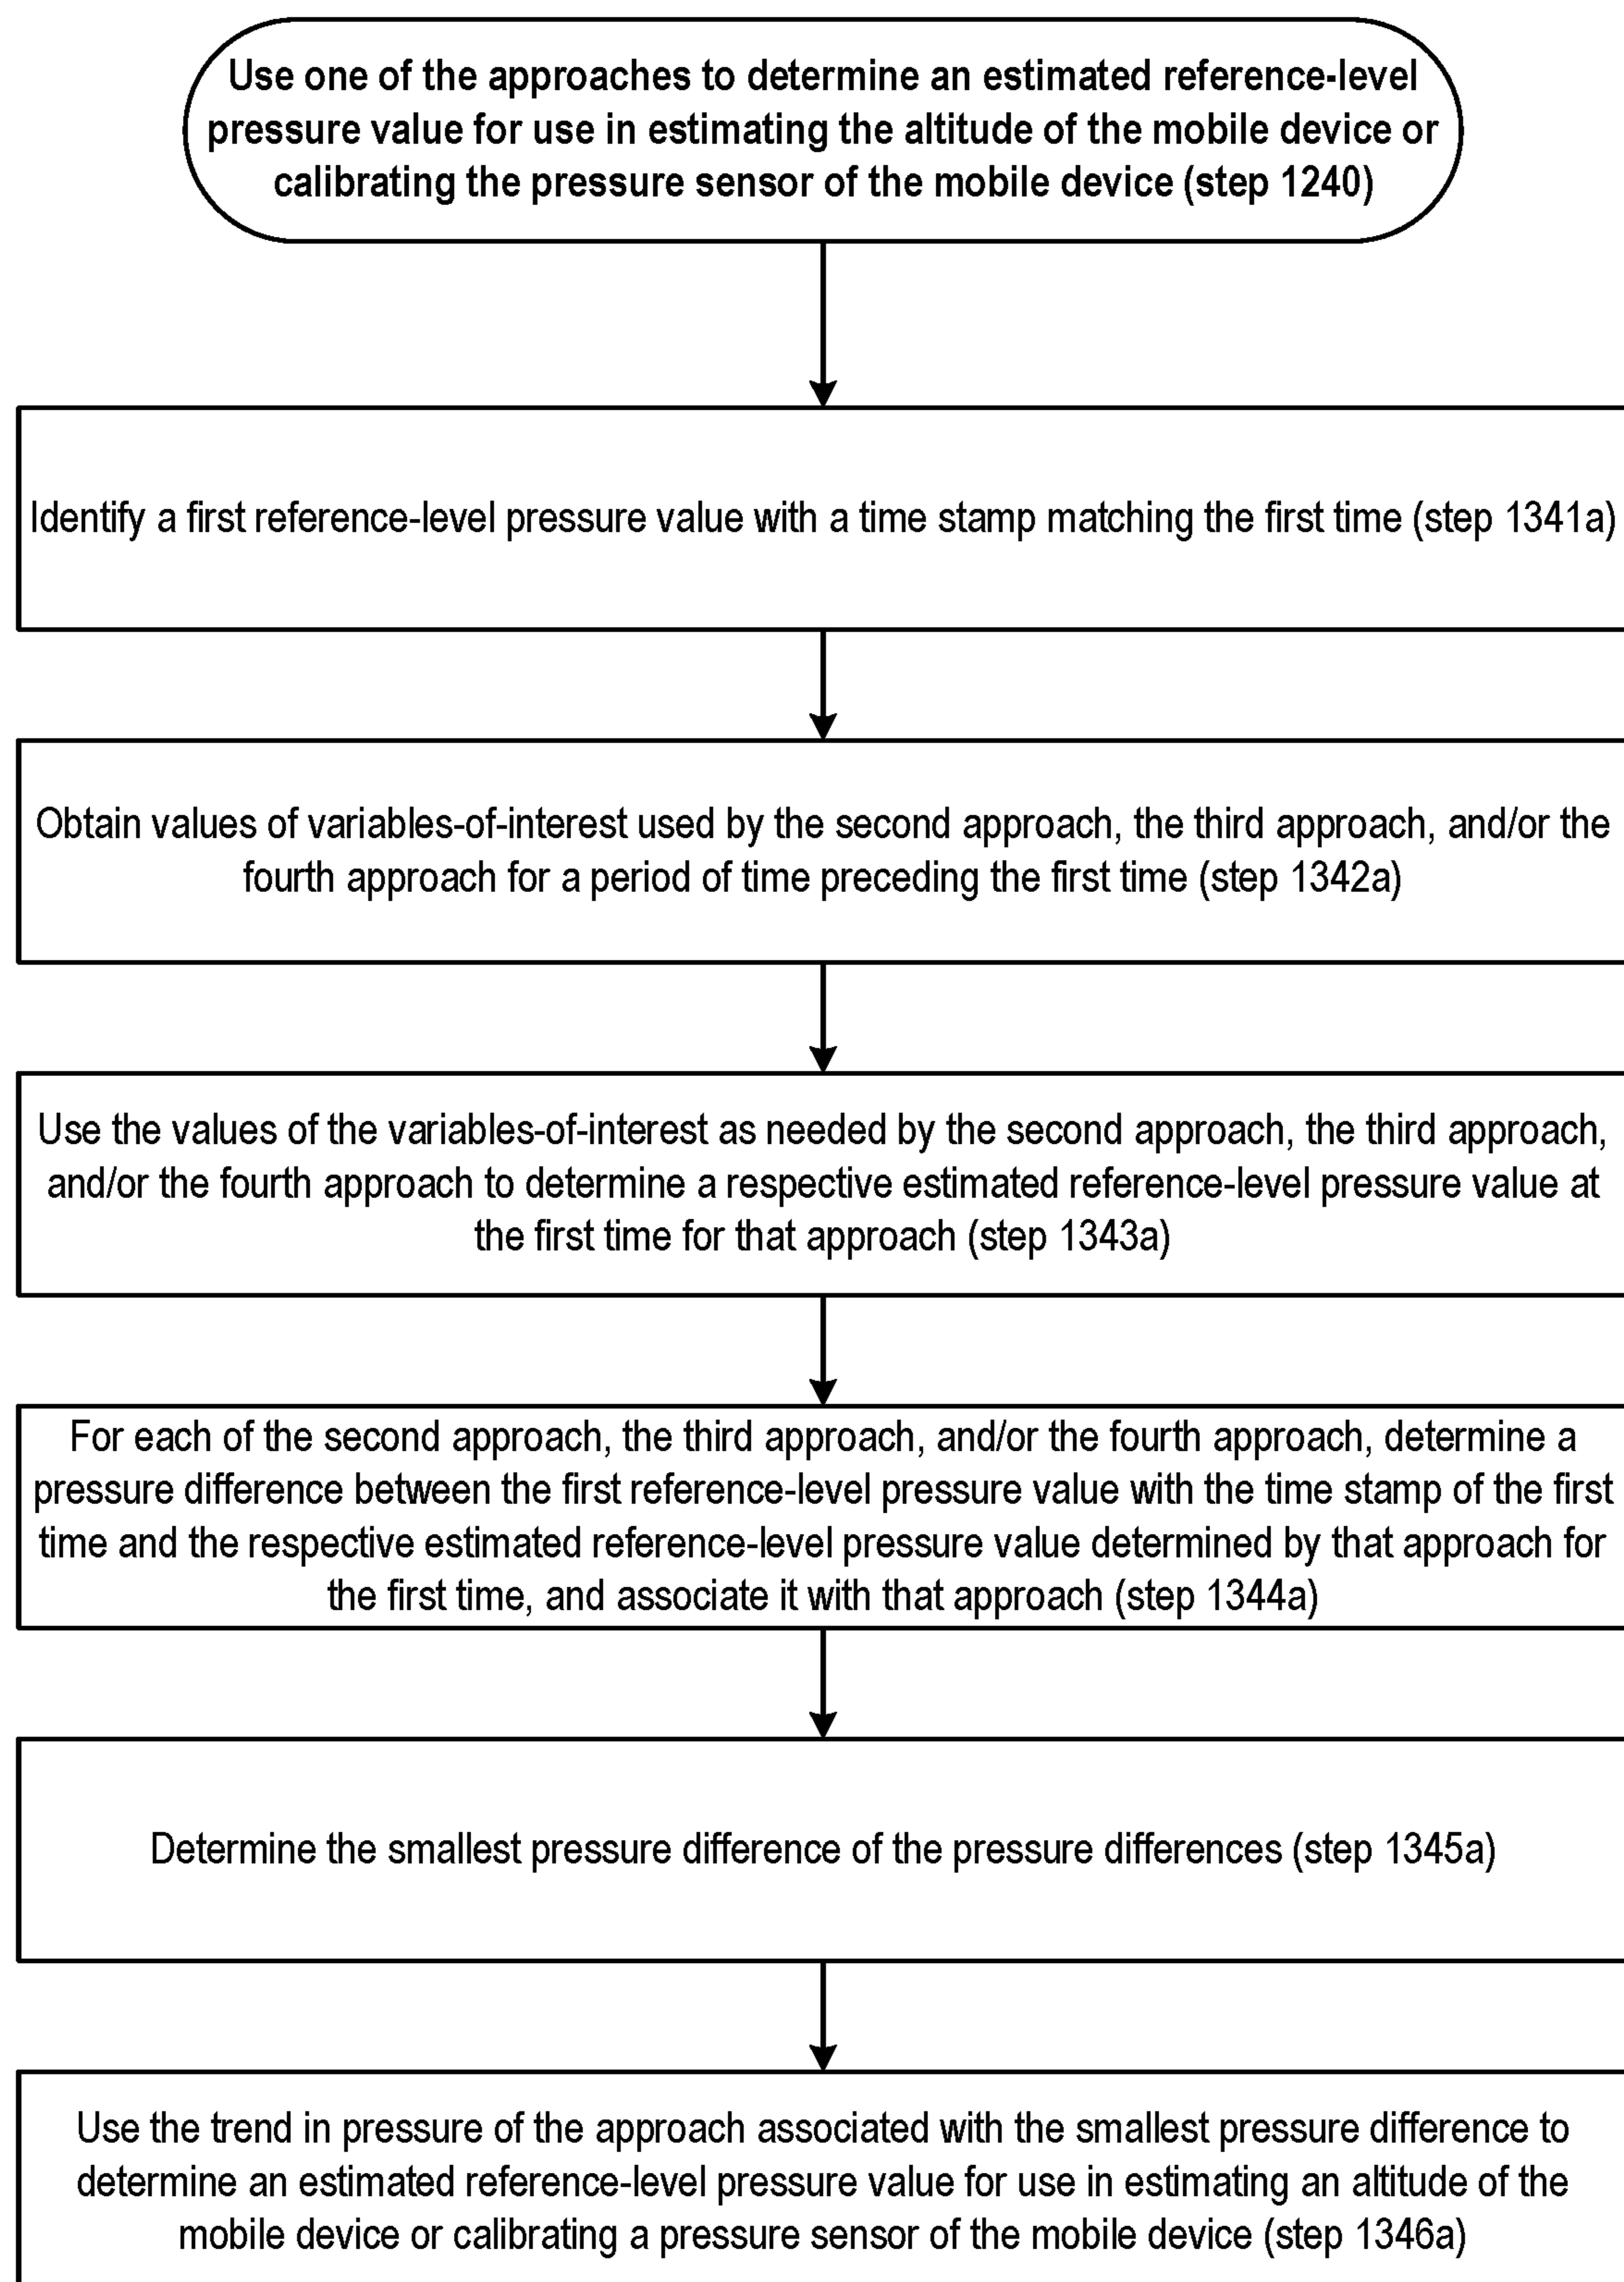 Use one of the approaches to determine an estimated reference-level
pressure value for use in estimating the altitude of the mobile device or
calibrating the pressure sensor of the mobile device (step 1240)
Identify a first reference-level pressure value with a time stamp matching the first time (step 1341a)
Obtain values of variables-of-interest used by the second approach, the third approach, and/or the
fourth approach for a period of time preceding the first time (step 1342a)
Use the values of the variables-of-interest as needed by the second approach, the third approach,
and/or the fourth approach to determine a respective estimated reference-level pressure value at
the first time for that approach (step 1343a)
For each of the second approach, the third approach, and/or the fourth approach, determine a
pressure difference between the first reference-level pressure value with the time stamp of the first
time and the respective estimated reference-level pressure value determined by that approach for
the first time, and associate it with that approach (step 1344a)
Determine the smallest pressure difference of the pressure differences (step 1345a)
Use the trend in pressure of the approach associated with the smallest pressure difference to
determine an estimated reference-level pressure value for use in estimating an altitude of the
mobile device or calibrating a pressure sensor of the mobile device (step 1346a)